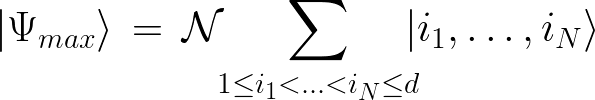 |Ψ_{max}⟩ = 𝒩 ∑_{1≤i_1<...<i_N≤d} |i_1, ..., i_N⟩